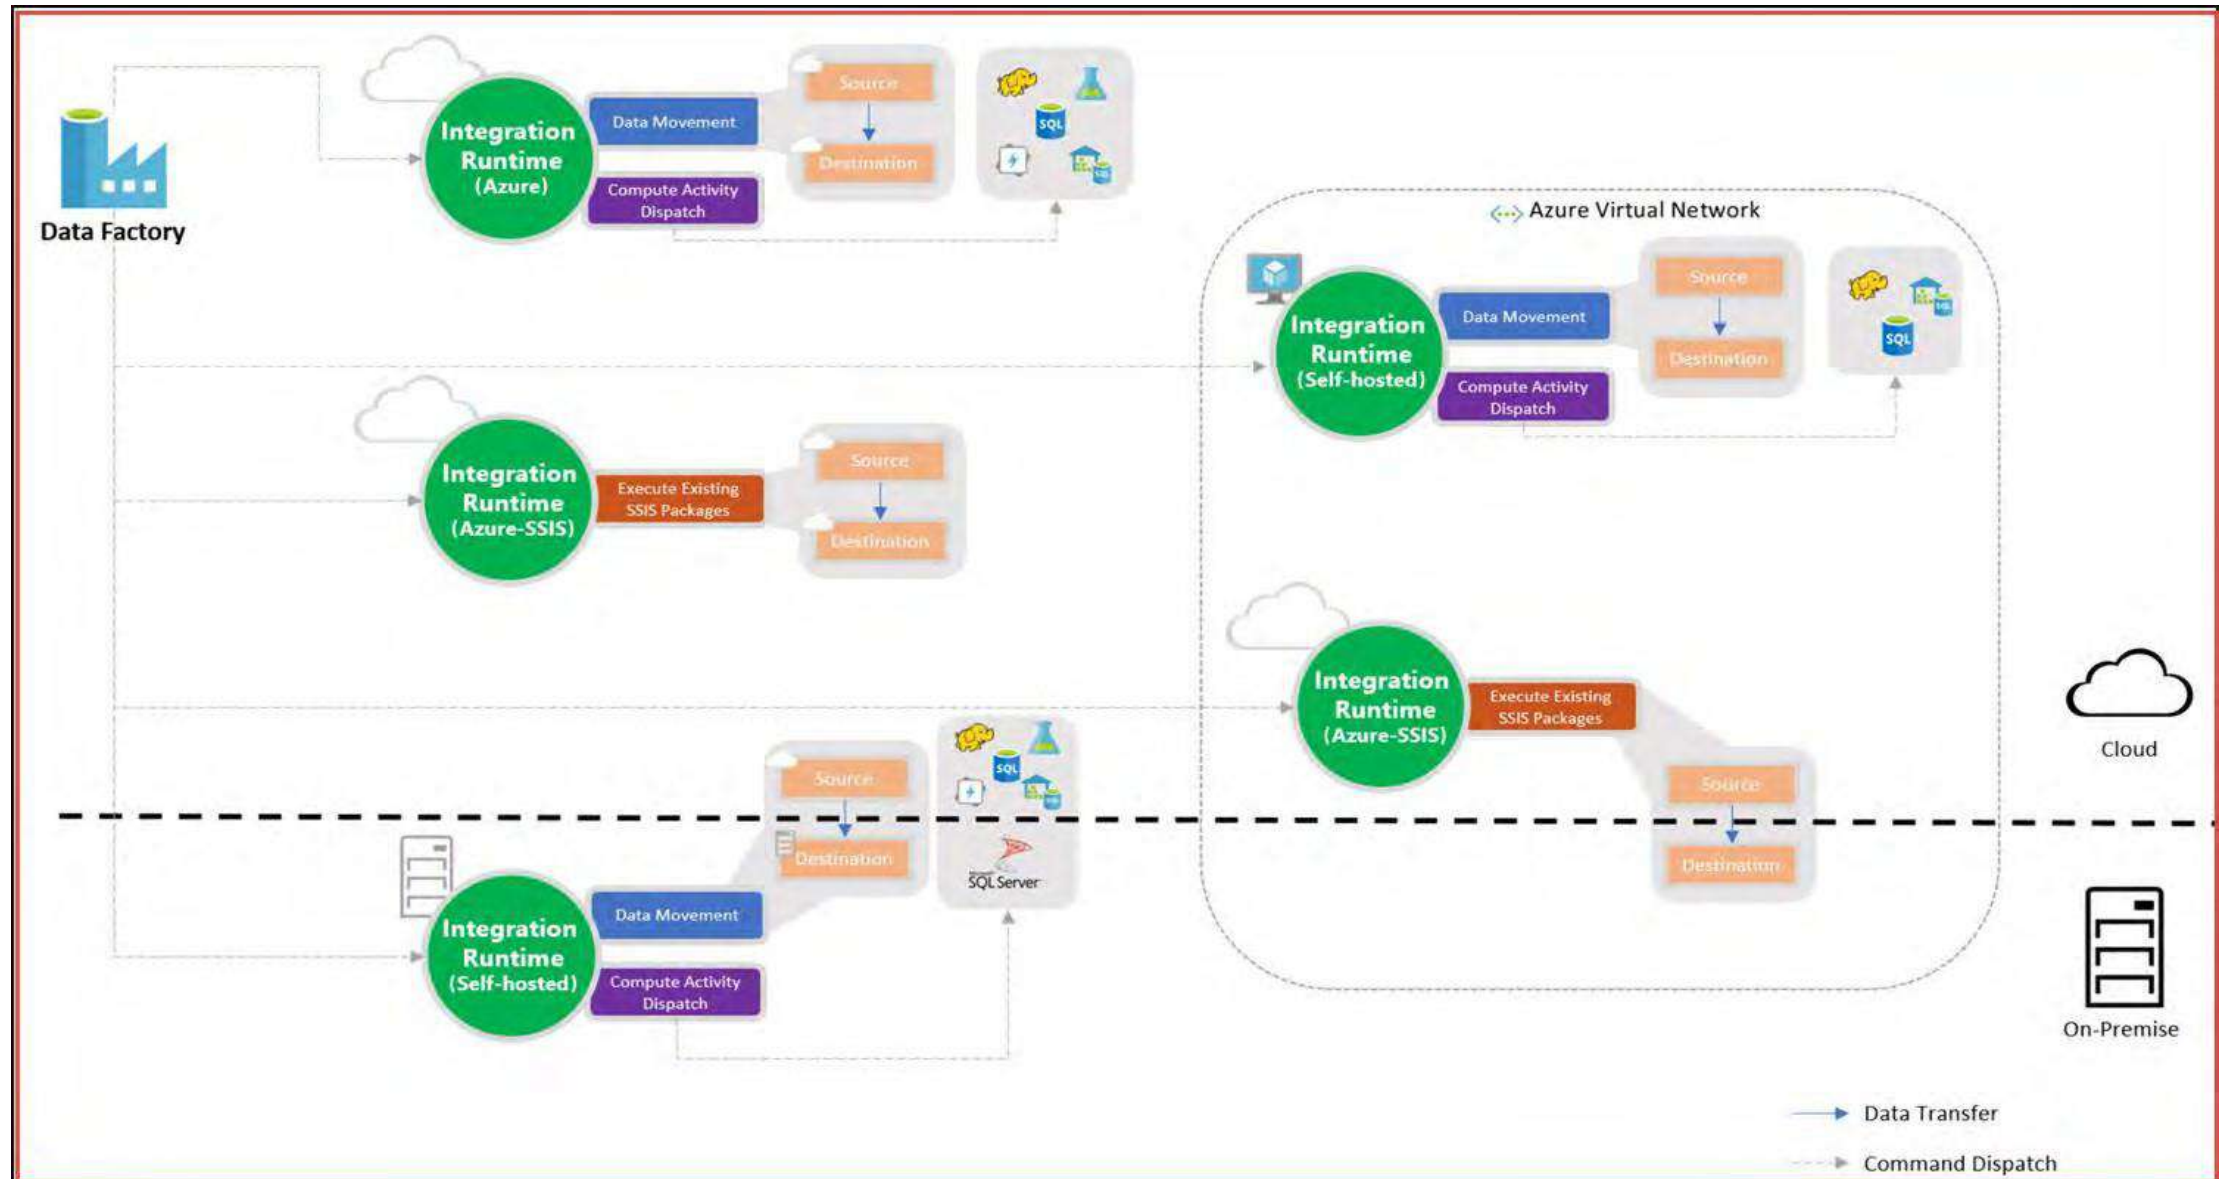 Data Factory
Integration
Runtime
(Azure)
Data Movement
Compute Activity
Dispatch
Source
Destination
SQL
SQL
Azure Virtual Network
Integration
Runtime
(Self-hosted)
Data Movement
Compute Activity
Dispatch
Source
Destination
SQL
SQL
Integration
Runtime
(Azure-SSIS)
Execute Existing
SSIS Packages
Source
Destination
Integration
Runtime
(Azure-SSIS)
Execute Existing
SSIS Packages
Source
Destination
Integration
Runtime
(Self-hosted)
Data Movement
Compute Activity
Dispatch
Source
Destination
SQL
Microsoft
SQL Server
Cloud
On-Premise
Data Transfer
Command Dispatch